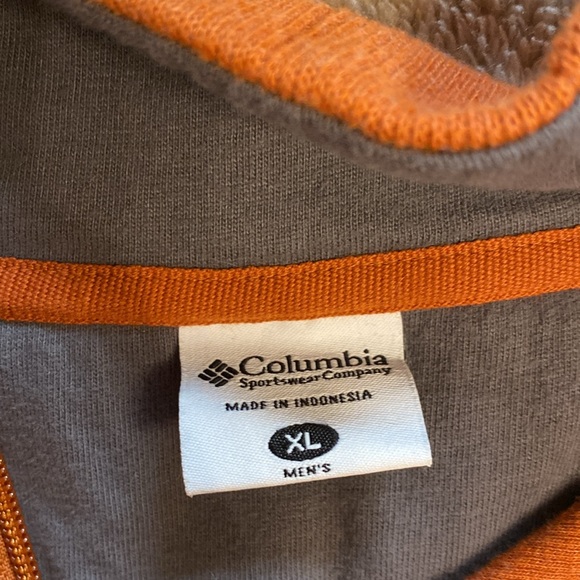 Columbia
Sportswear Company
MADE IN INDONESIA
XL
MEN'S